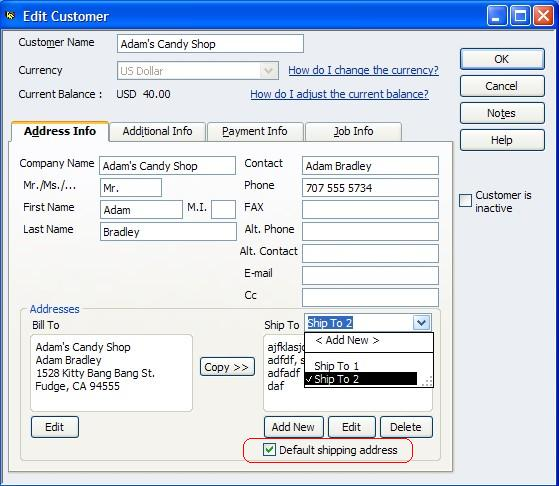 Edit Customer
Customer Name Adam's Candy Shop
OK
Currency US Dollar How do I change the currency?
Cancel
Current Balance : USD 40.00 How do I adjust the current balance?
Notes
Address Info Additional Info Payment Info Job Info
Help
Company Name Adam's Candy Shop Contact Adam Bradley
Mr./Ms./... Mr. Phone 707 555 5734
First Name Adam M.I. FAX
Customer is
inactive
Last Name Bradley Alt. Phone
Alt. Contact
E-mail
Cc
Addresses
Bill To Ship To Ship To 2
< Add New >
Adam's Candy Shop
Adam Bradley
1528 Kitty Bang Bang St.
Fudge, CA 94555
Copy >>
adfadf
daf
Ship To 1
✓ Ship To 2
Edit Add New Edit Delete
Default shipping address